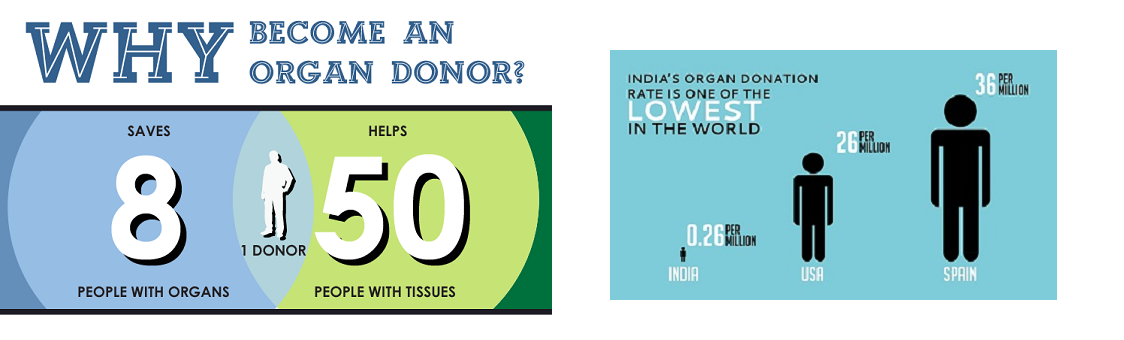 WHY BECOME AN
ORGAN DONOR?
SAVES
8
PEOPLE WITH ORGANS
1 DONOR
HELPS
50
PEOPLE WITH TISSUES
INDIA'S ORGAN DONATION
RATE IS ONE OF THE
LOWEST
IN THE WORLD
0.26 PER
MILLION
INDIA
26 PER
MILLION
USA
36 PER
MILLION
SPAIN